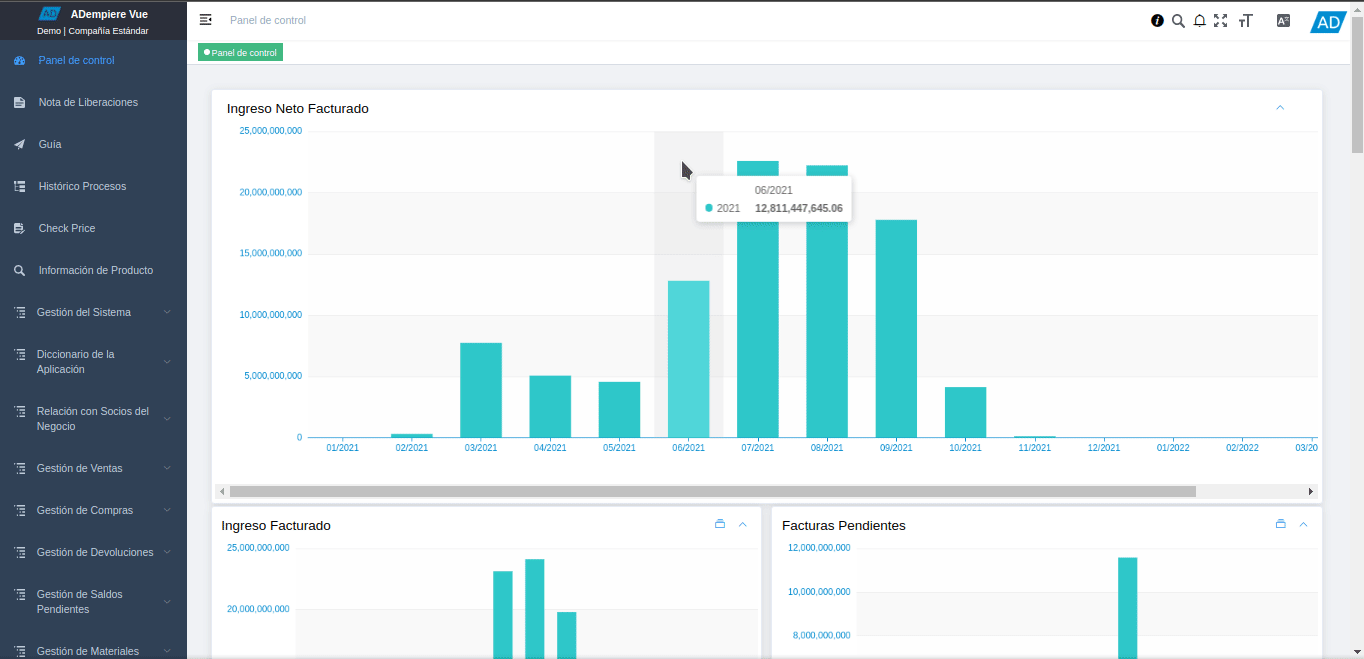 AD ADempiere Vue
Demo | Compañía Estándar
Panel de control
Nota de Liberaciones
Guía
Histórico Procesos
Check Price
Información de Producto
Gestión del Sistema
Diccionario de la
Aplicación
Relación con Socios del
Negocio
Gestión de Ventas
Gestión de Compras
Gestión de Devoluciones
Gestión de Saldos
Pendientes
Gestión de Materiales
Panel de control
AD
Panel de control
Ingreso Neto Facturado
25,000,000,000
20,000,000,000
15,000,000,000
10,000,000,000
5,000,000,000
0
06/2021
2021 12,811,447,645.06
01/2021 02/2021 03/2021 04/2021 05/2021 06/2021 07/2021 08/2021 09/2021 10/2021 11/2021 12/2021 01/2022 02/2022 03/20
Ingreso Facturado
25,000,000,000
20,000,000,000
Facturas Pendientes
12,000,000,000
10,000,000,000
8,000,000,000